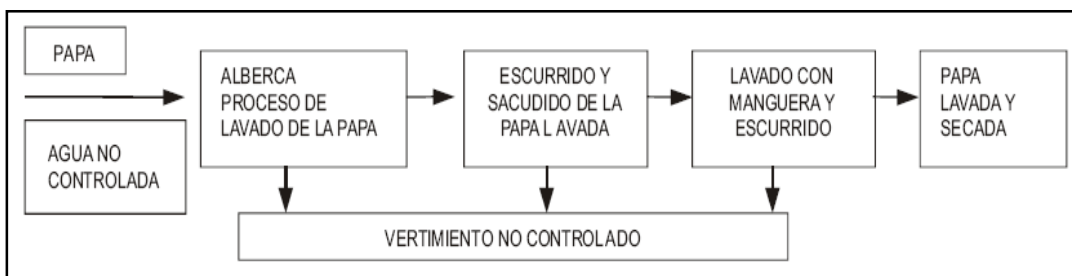 PAPA
AGUA NO
CONTROLADA
ALBERCA
PROCESO DE
LAVADO DE LA PAPA
ESCURRIDO Y
SACUDIDO DE LA
PAPA L AVADA
LAVADO CON
MANGUERA Y
ESCURRIDO
PAPA
LAVADA Y
SECADA
VERTIMIENTO NO CONTROLADO